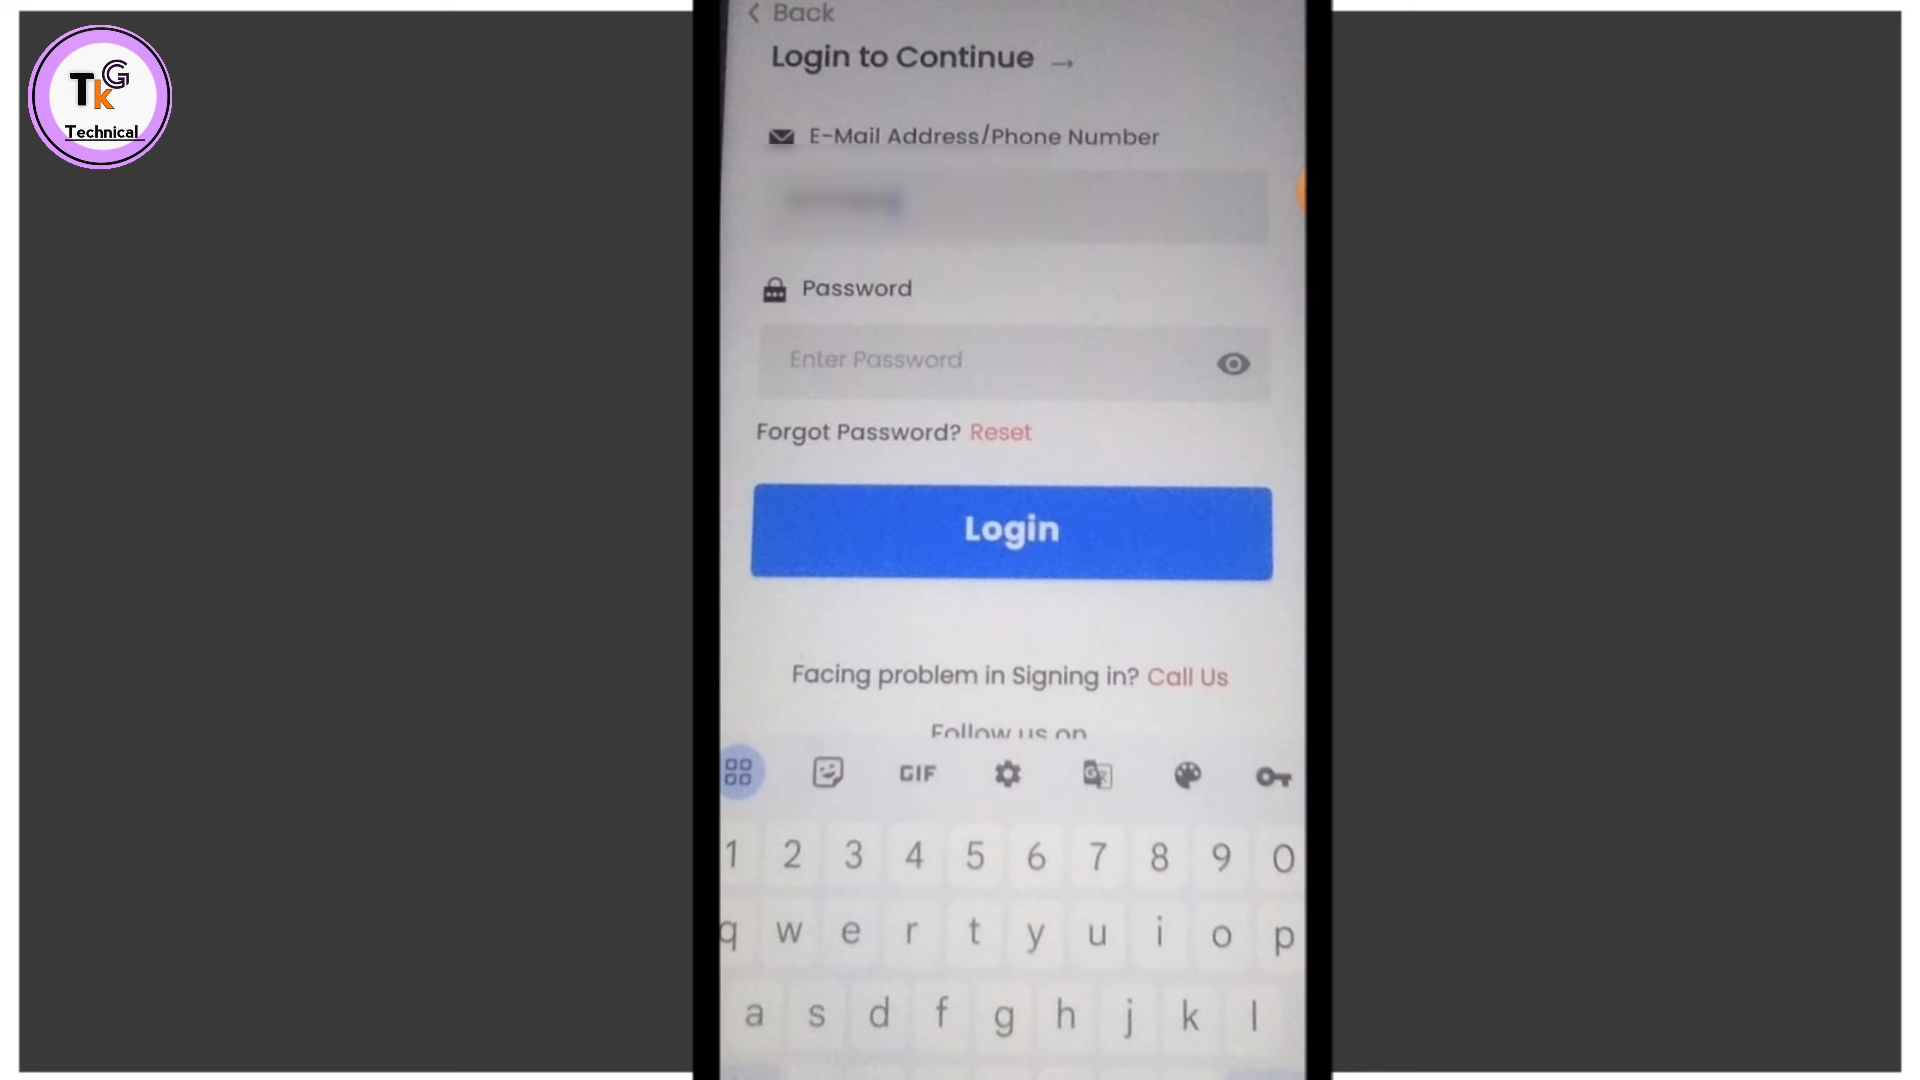 TkG
Technical
Back
Login to Continue →
E-Mail Address/Phone Number
Password
Enter Password
Forgot Password? Reset
Login
Facing problem in Signing in? Call Us
Follow us on
GIF
1 2 3 4 5 6 7 8 9 0
q w e r t y u i o p
a s d f g h j k l